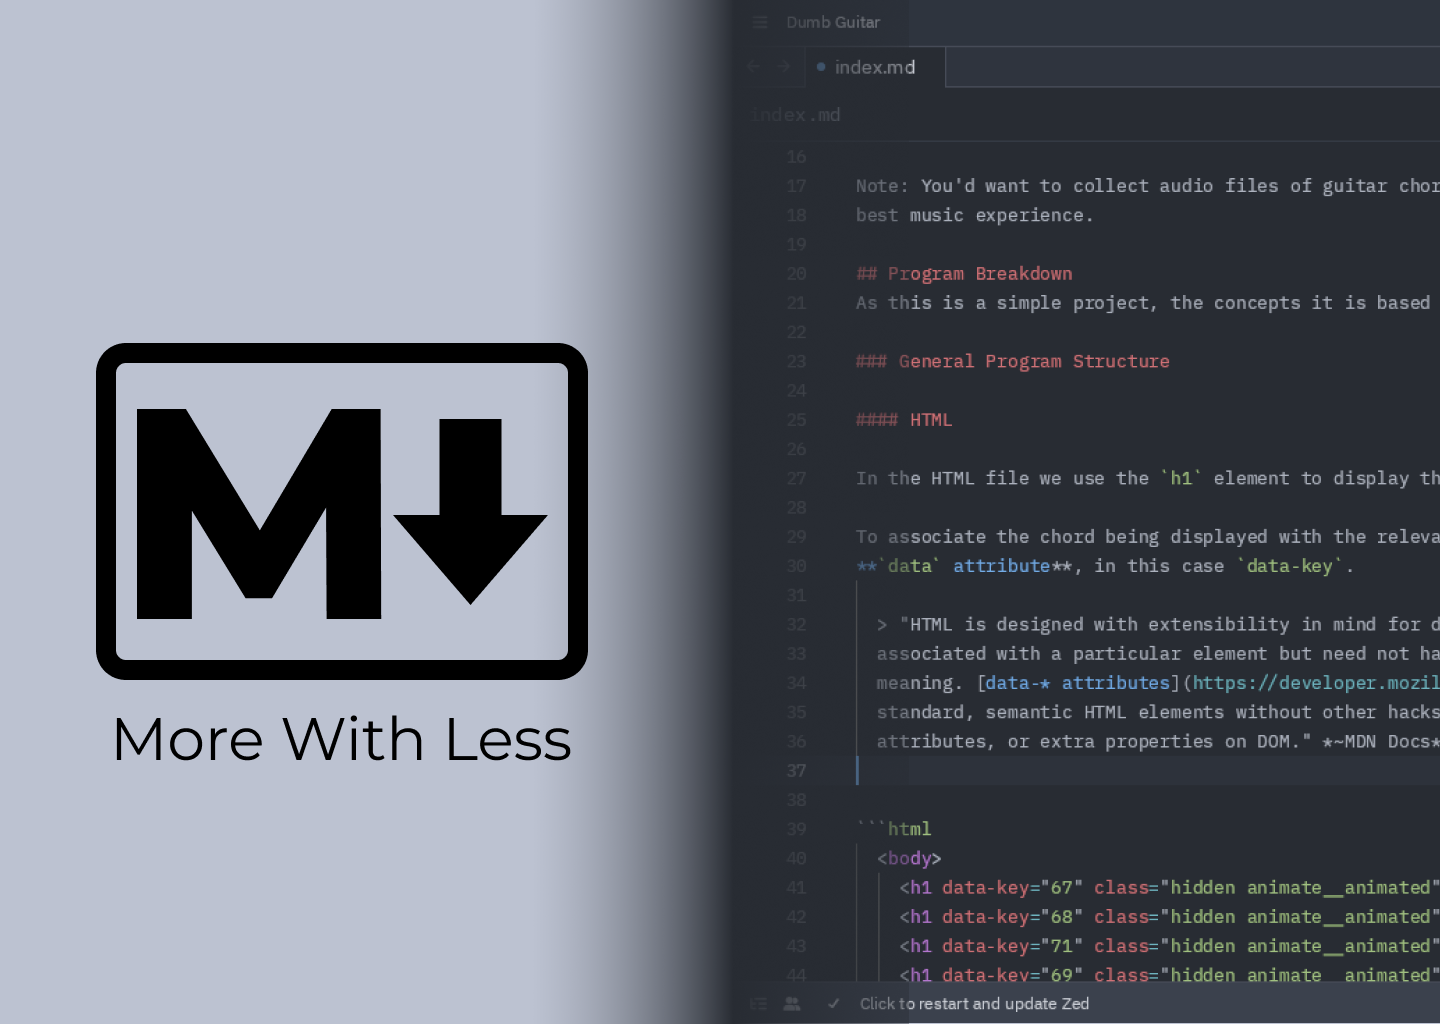 M
More With Less
Dumb Guitar
index.md
index.md
16
17 Note: You'd want to collect audio files of guitar chor
18 best music experience.
19
20 ## Program Breakdown
21 As this is a simple project, the concepts it is based
22
23 ### General Program Structure
24
25 #### HTML
26
27 In the HTML file we use the `h1` element to display th
28
29 To associate the chord being displayed with the releva
30 **`data` attribute**, in this case `data-key`.
31
32 > "HTML is designed with extensibility in mind for d
33 associated with a particular element but need not ha
34 meaning. [data-* attributes](https://developer.mozil
35 standard, semantic HTML elements without other hacks
36 attributes, or extra properties on DOM." *~MDN Docs*
37
38
39 ```html
40 <body>
41 <h1 data-key="67" class="hidden animate__animated"
42 <h1 data-key="68" class="hidden animate__animated"
43 <h1 data-key="71" class="hidden animate__animated"
44 <h1 data-key="69" class="hidden animate__animated"
Click to restart and update Zed